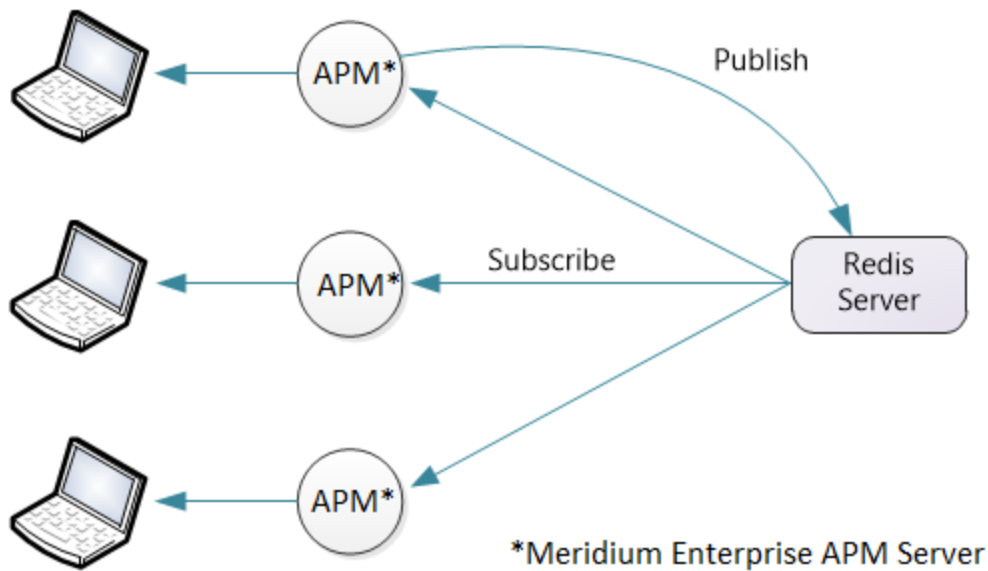 APM*
Publish
APM*
Subscribe
Redis
Server
APM*
*Meridium Enterprise APM Server